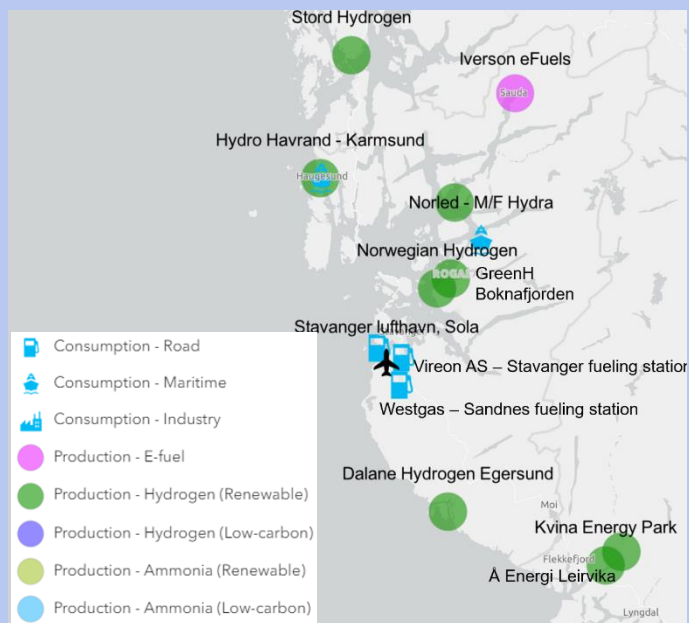 Stord Hydrogen
Iverson eFuels
Sauda
Hydro Havrand - Karmsund
Haugesund
Norled - M/F Hydra
Norwegian Hydrogen
GreenH
Boknafjorden
Stavanger lufthavn, Sola
Vireon AS – Stavanger fueling station
Westgas – Sandnes fueling station
Consumption - Road
Consumption - Maritime
Consumption - Industry
Production - E-fuel
Production - Hydrogen (Renewable)
Production - Hydrogen (Low-carbon)
Production - Ammonia (Renewable)
Production - Ammonia (Low-carbon)
Dalane Hydrogen Egersund
Moi
Kvina Energy Park
Flekkefjord
Å Energi Leirvika
Lyngdal